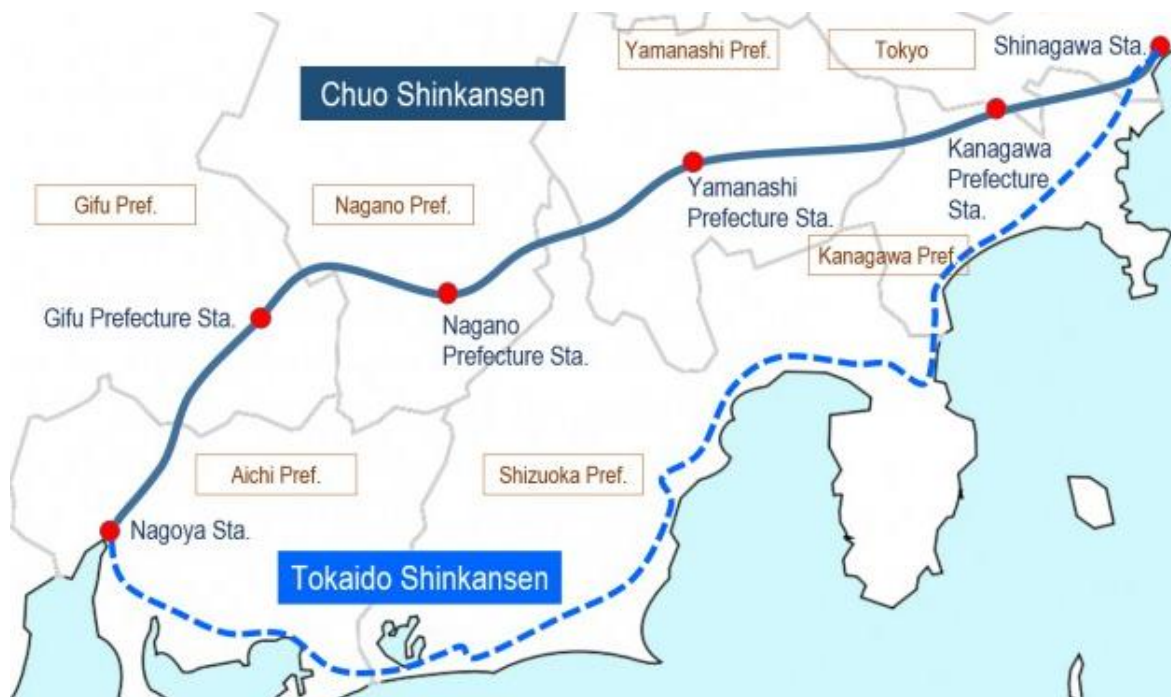 Yamanashi Pref.
Tokyo
Shinagawa Sta.
Chuo Shinkansen
Kanagawa
Prefecture
Sta.
Yamanashi
Prefecture Sta.
Gifu Pref.
Nagano Pref.
Kanagawa Pref.
Gifu Prefecture Sta.
Nagano
Prefecture Sta.
Aichi Pref.
Shizuoka Pref.
Nagoya Sta.
Tokaido Shinkansen